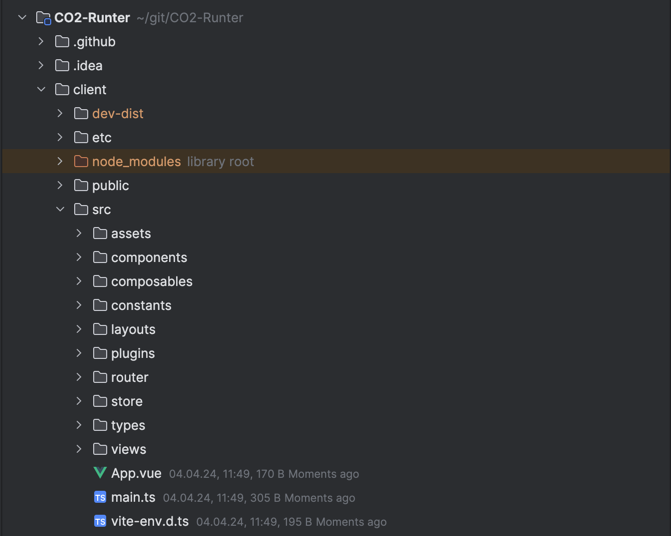 CO2-Runter ~/git/CO2-Runter
.github
.idea
client
dev-dist
etc
node_modules library root
public
src
assets
components
composables
constants
layouts
plugins
router
store
types
views
App.vue 04.04.24, 11:49, 170 B Moments ago
TS main.ts 04.04.24, 11:49, 305 B Moments ago
TS vite-env.d.ts 04.04.24, 11:49, 195 B Moments ago